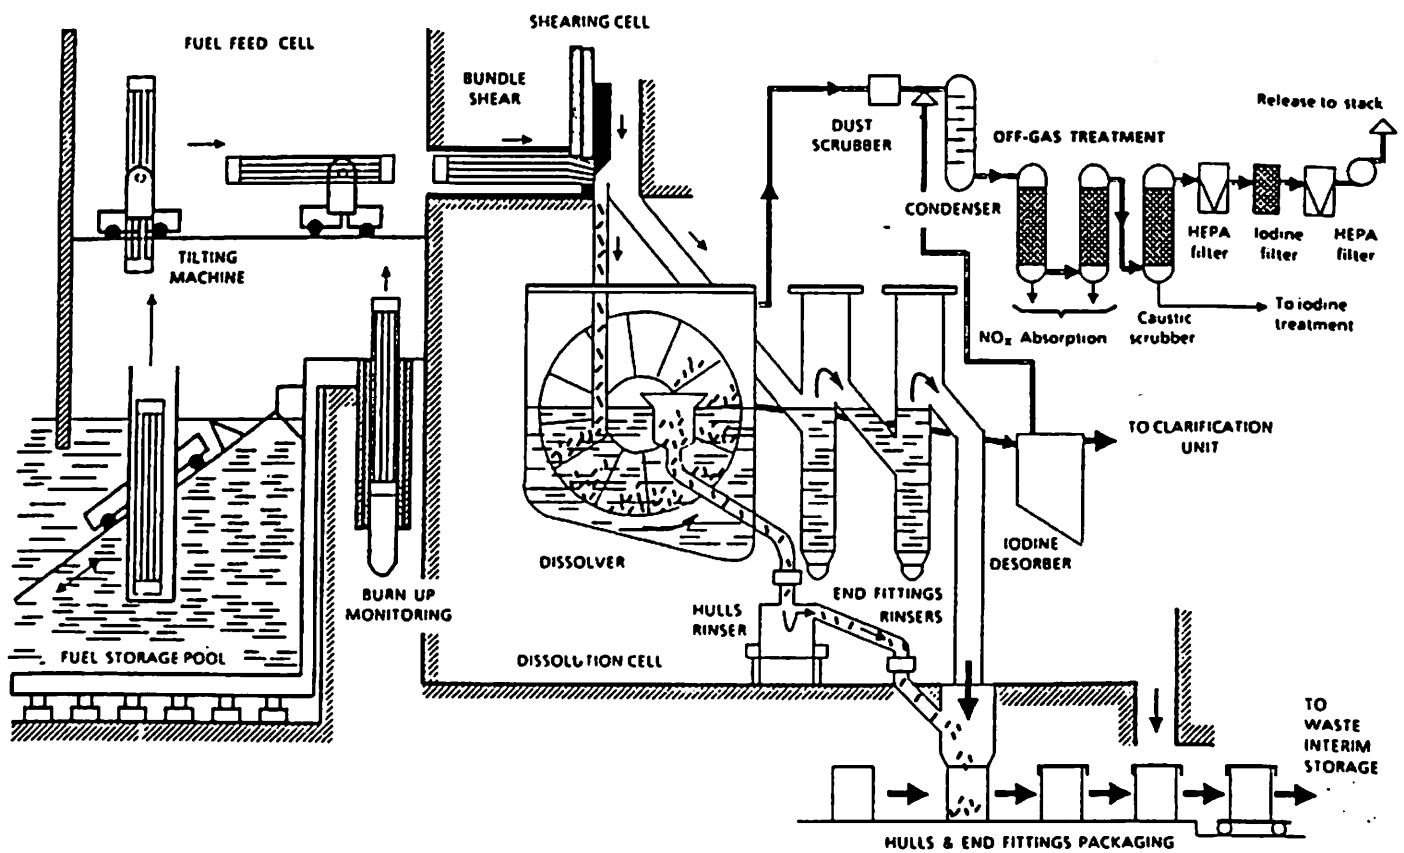 SHEARING CELL
FUEL FEED CELL
BUNDLE
SHEAR
Release to stack
DUST
SCRUBBER
OFF-GAS TREATMENT
CONDENSER
HEPA
filter
Iodine
filter
HEPA
filter
TILTING
MACHINE
To iodine
treatment
NOx Absorption
Caustic
scrubber
TO CLARIFICATION
UNIT
DISSOLVER
IODINE
DESORBER
BURN UP
MONITORING
END FITTINGS
RINSERS
HULLS
RINSER
FUEL STORAGE POOL
DISSOLUTION CELL
TO
WASTE
INTERIM
STORAGE
HULLS & END FITTINGS PACKAGING